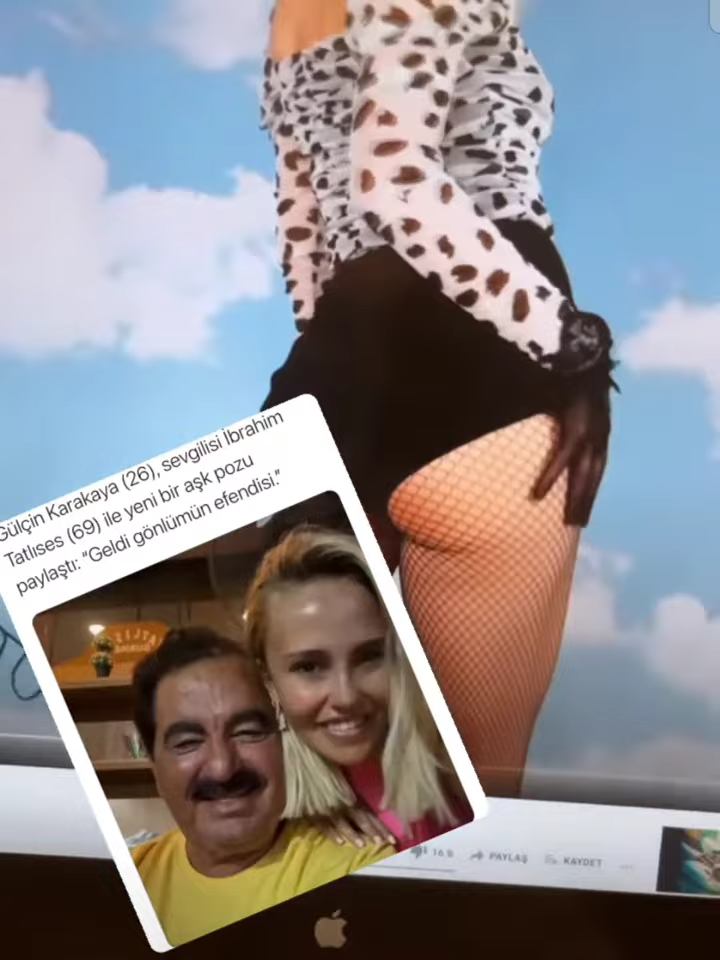 Gülçin Karakaya (26), sevgilisi İbrahim
Tatlıses (69) ile yeni bir aşk pozu
paylaştı: "Geldi gönlümün efendisi."
PAYLAŞ
KAYDET